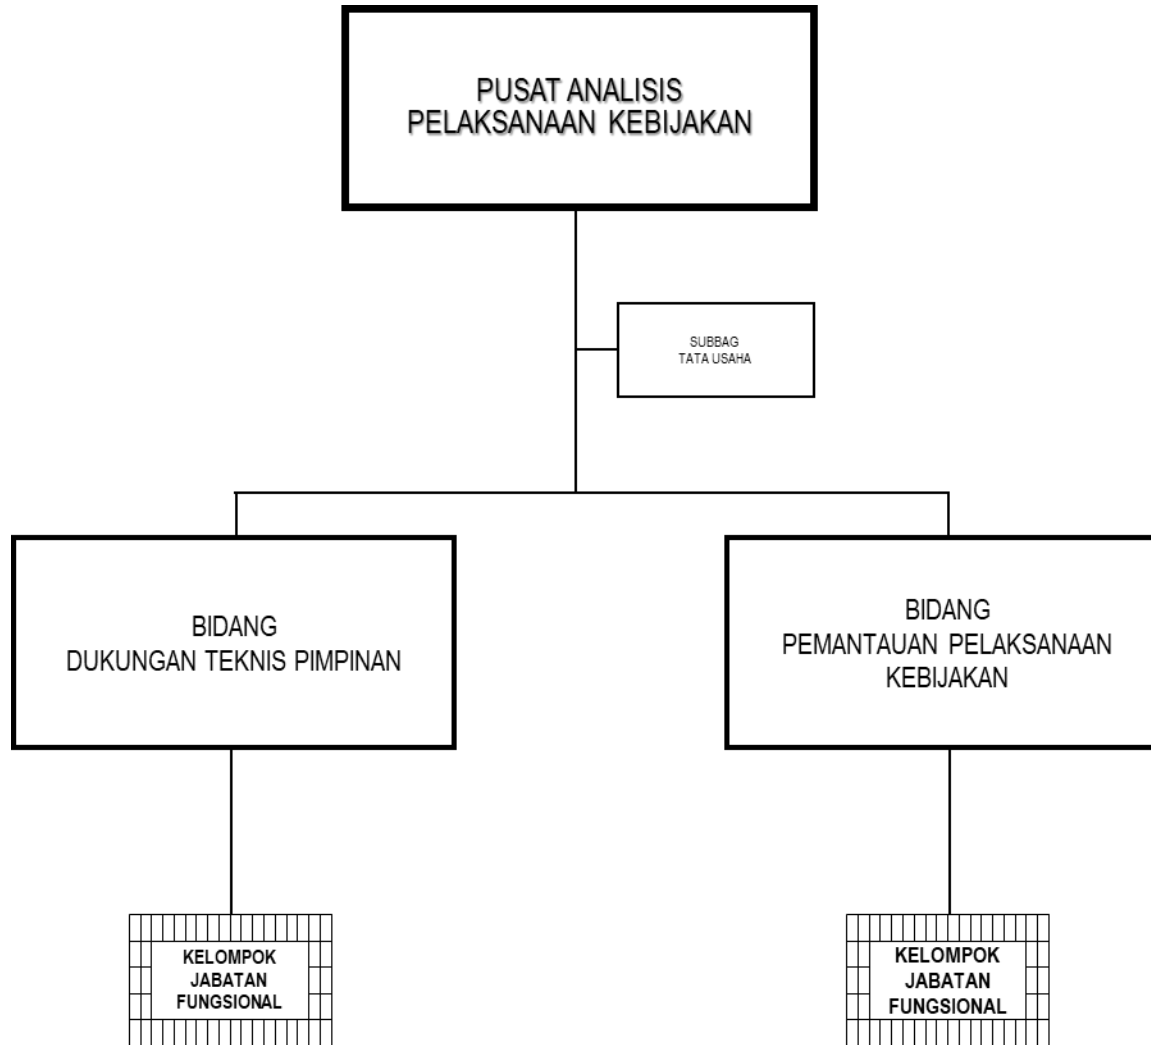 PUSAT ANALISIS
PELAKSANAAN KEBIJAKAN
SUBBAG
TATA USAHA
BIDANG
DUKUNGAN TEKNIS PIMPINAN
BIDANG
PEMANTAUAN PELAKSANAAN
KEBIJAKAN
KELOMPOK
JABATAN
FUNGSIONAL
KELOMPOK
JABATAN
FUNGSIONAL